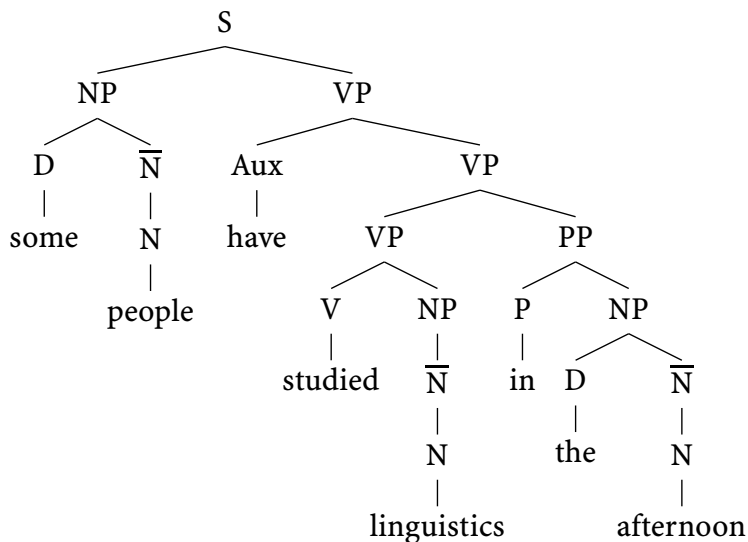 S
NP VP
D N̅ Aux VP
some N have VP PP
people V NP P NP
studied N̅ in D N̅
N the N
linguistics afternoon